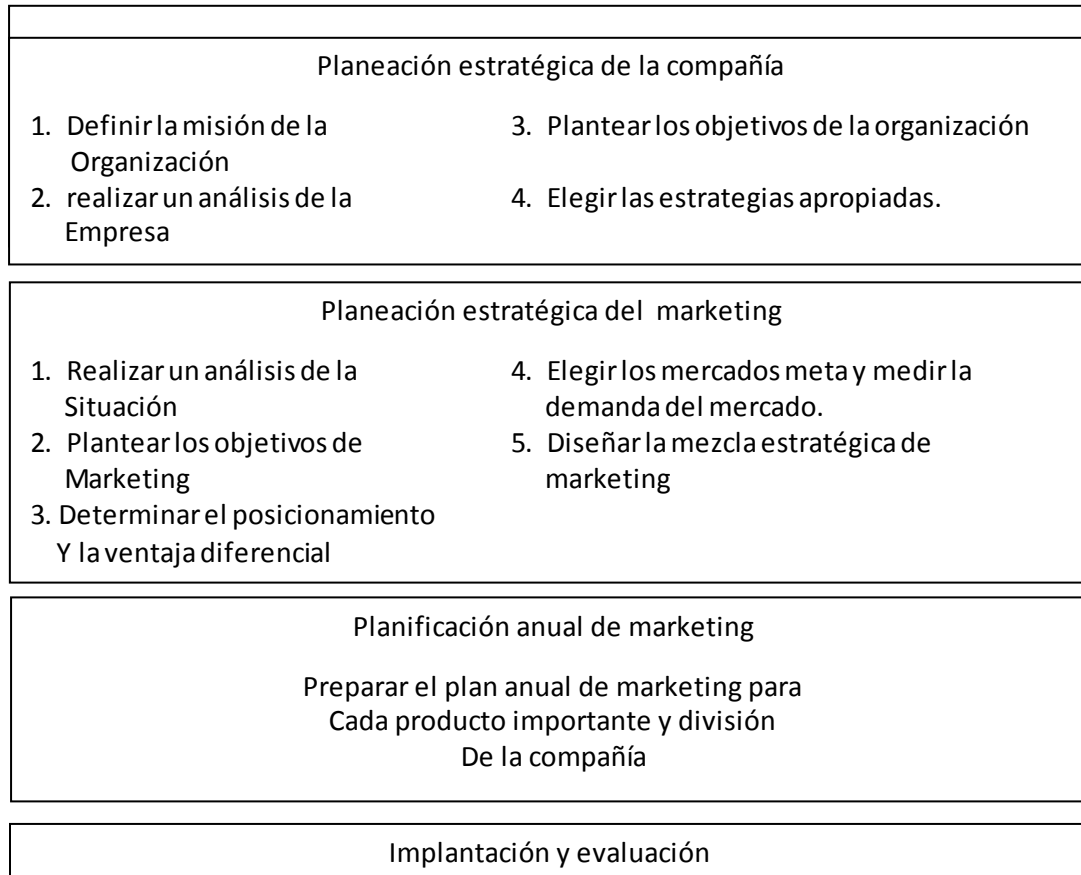 Planeación estratégica de la compañía
1. Definir la misión de la
Organización
2. realizar un análisis de la
Empresa
3. Plantear los objetivos de la organización
4. Elegir las estrategias apropiadas.
Planeación estratégica del marketing
1. Realizar un análisis de la
Situación
2. Plantear los objetivos de
Marketing
3. Determinar el posicionamiento
Y la ventaja diferencial
4. Elegir los mercados meta y medir la
demanda del mercado.
5. Diseñar la mezcla estratégica de
marketing
Planificación anual de marketing
Preparar el plan anual de marketing para
Cada producto importante y división
De la compañía
Implantación y evaluación